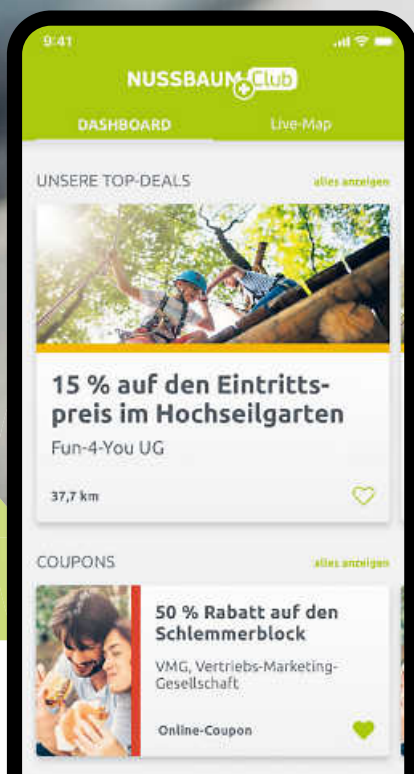 9:41
NUSSBAUM Club
DASHBOARD Live-Map
UNSERE TOP-DEALS alles anzeigen
15 % auf den Eintritts-
preis im Hochseilgarten
Fun-4-You UG
37,7 km
COUPONS alles anzeigen
50 % Rabatt auf den
Schlemmerblock
VMG, Vertriebs-Marketing-
Gesellschaft
Online-Coupon